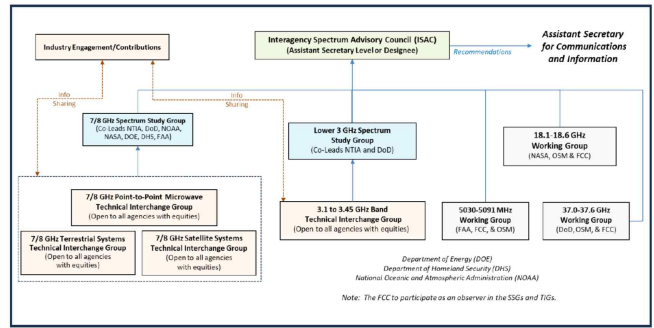 Industry Engagement/Contributions
Interagency Spectrum Advisory Council (ISAC)
(Assistant Secretary Level or Designee)
Recommendations
Assistant Secretary
for Communications
and Information
Info
Sharing
Info
Sharing
7/8 GHz Spectrum Study Group
(Co-Leads NTIA, DoD, NOAA,
NASA, DOE, DHS, FAA)
Lower 3 GHz Spectrum
Study Group
(Co-Leads NTIA and DoD)
18.1-18.6 GHz
Working Group
(NASA, OSM & FCC)
7/8 GHz Point-to-Point Microwave
Technical Interchange Group
(Open to all agencies with equities)
7/8 GHz Terrestrial Systems
Technical Interchange Group
(Open to all agencies
with equities)
7/8 GHz Satellite Systems
Technical Interchange Group
(Open to all agencies
with equities)
3.1 to 3.45 GHz Band
Technical Interchange Group
(Open to all agencies with equities)
5030-5091 MHz
Working Group
(FAA, FCC, & OSM)
37.0-37.6 GHz
Working Group
(DoD, OSM, & FCC)
Department of Energy (DOE)
Department of Homeland Security (DHS)
National Oceanic and Atmospheric Administration (NOAA)
Note: The FCC to participate as an observer in the SSGs and TIGs.